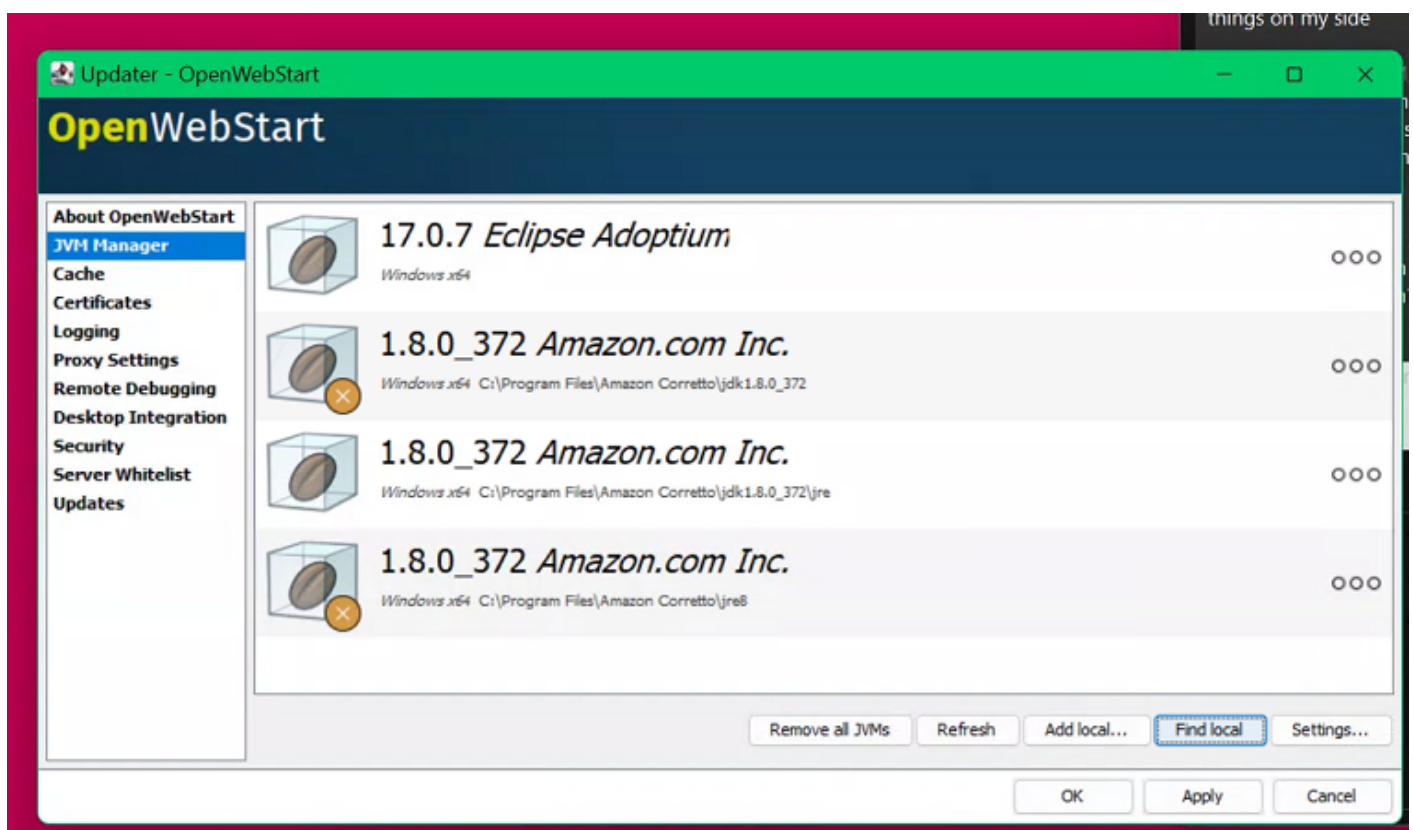 things on my side
Updater - OpenWebStart
OpenWebStart
About OpenWebStart
JVM Manager
Cache
Certificates
Logging
Proxy Settings
Remote Debugging
Desktop Integration
Security
Server Whitelist
Updates
17.0.7 Eclipse Adoptium
Windows x64
1.8.0_372 Amazon.com Inc.
Windows x64 C:\Program Files\Amazon Corretto\jdk1.8.0_372
1.8.0_372 Amazon.com Inc.
Windows x64 C:\Program Files\Amazon Corretto\jdk1.8.0_372\jre
1.8.0_372 Amazon.com Inc.
Windows x64 C:\Program Files\Amazon Corretto\jre8
Remove all JVMs Refresh Add local... Find local Settings...
OK Apply Cancel